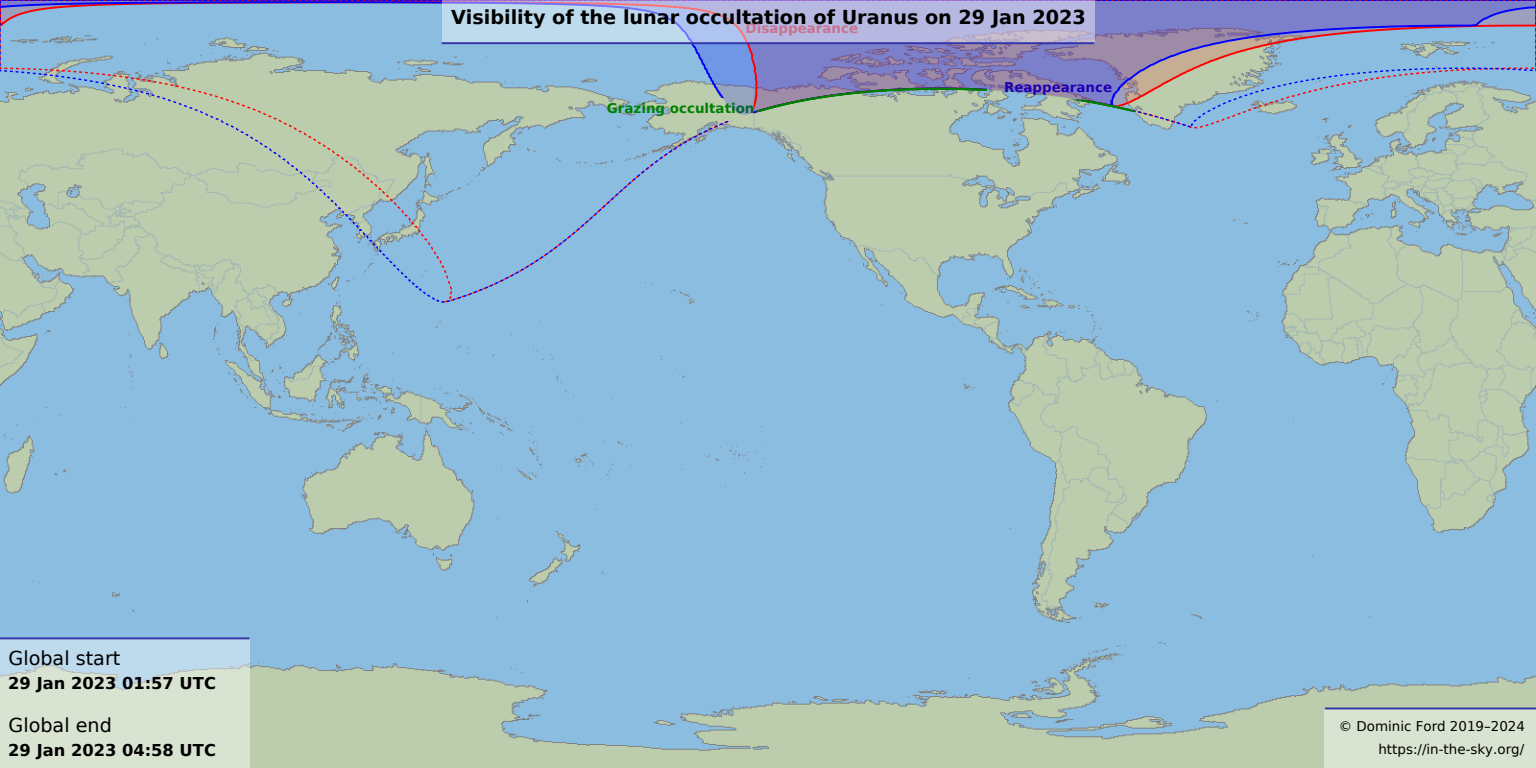 Visibility of the lunar occultation of Uranus on 29 Jan 2023
Disappearance
Reappearance
Grazing occultation
Global start
29 Jan 2023 01:57 UTC
Global end
29 Jan 2023 04:58 UTC
© Dominic Ford 2019–2024
https://in-the-sky.org/